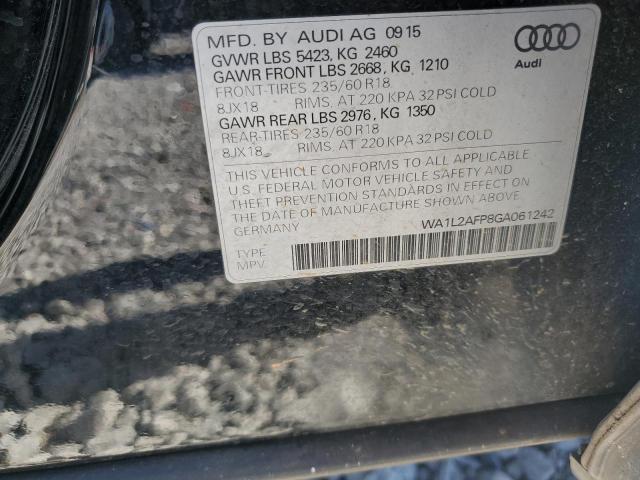 MFD. BY AUDI AG 09 15
GVWR LBS 5423, KG 2460
GAWR FRONT LBS 2668, KG 1210
FRONT-TIRES 235/60 R18
8JX18 RIMS, AT 220 KPA 32 PSI COLD
GAWR REAR LBS 2976, KG 1350
REAR-TIRES 235/60 R18
8JX18 RIMS, AT 220 KPA 32 PSI COLD
Audi
THIS VEHICLE CONFORMS TO ALL APPLICABLE
U.S. FEDERAL MOTOR VEHICLE SAFETY AND
THEFT PREVENTION STANDARDS IN EFFECT ON
THE DATE OF MANUFACTURE SHOWN ABOVE.
GERMANY
WA1L2AFP8GA061242
TYPE
MPV